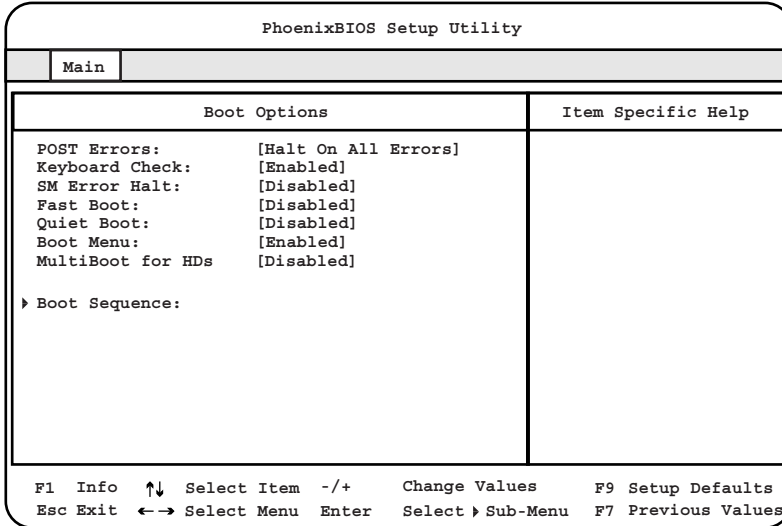 PhoenixBIOS Setup Utility
Main
Boot Options
Item Specific Help
POST Errors: [Halt On All Errors]
Keyboard Check: [Enabled]
SM Error Halt: [Disabled]
Fast Boot: [Disabled]
Quiet Boot: [Disabled]
Boot Menu: [Enabled]
MultiBoot for HDs [Disabled]
Boot Sequence:
F1 Info ↑↓ Select Item -/+ Change Values F9 Setup Defaults
Esc Exit ←→ Select Menu Enter Select ▶ Sub-Menu F7 Previous Values